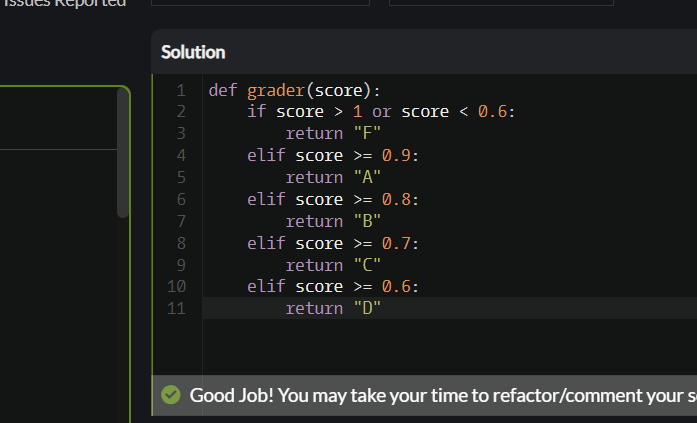 Issues Reported
Solution
1 def grader(score):
2     if score > 1 or score < 0.6:
3         return "F"
4     elif score >= 0.9:
5         return "A"
6     elif score >= 0.8:
7         return "B"
8     elif score >= 0.7:
9         return "C"
10     elif score >= 0.6:
11         return "D"
Good Job! You may take your time to refactor/comment your